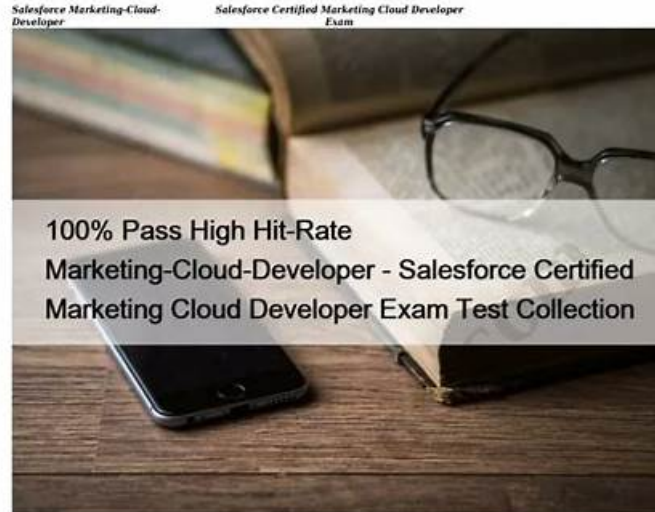 Salesforce Marketing-Cloud-
Developer
Salesforce Certified Marketing Cloud Developer
Exam
100% Pass High Hit-Rate
Marketing-Cloud-Developer - Salesforce Certified
Marketing Cloud Developer Exam Test Collection